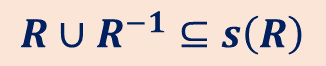 R ∪ R⁻¹ ⊆ s(R)